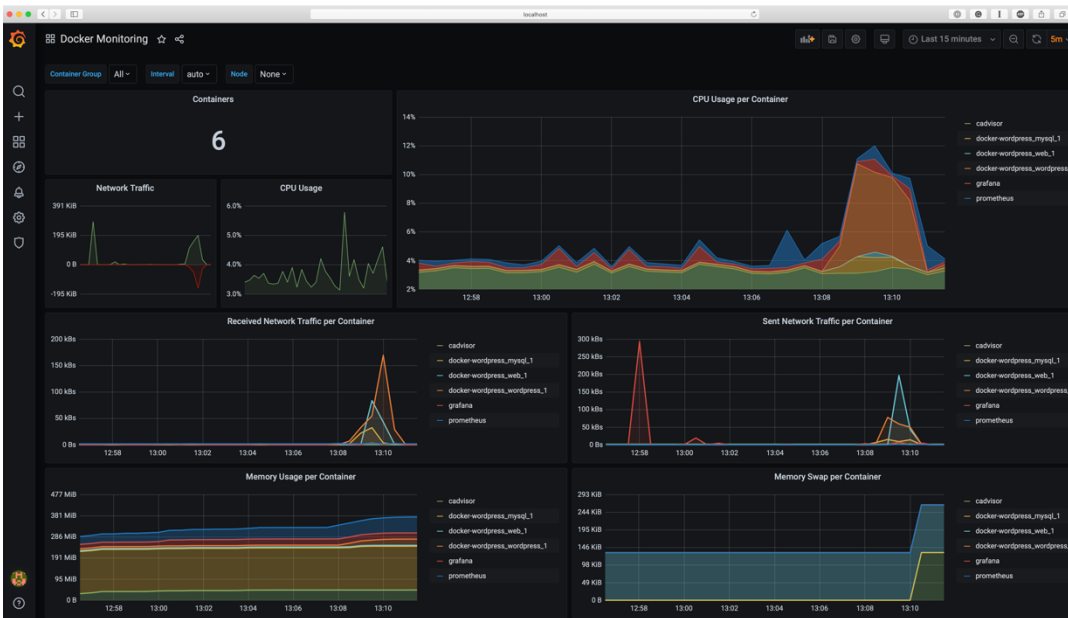 localhost
Docker Monitoring
Last 15 minutes
5m
Container Group All Interval auto Node None
Containers
6
Network Traffic
391 KiB
195 KiB
0 B
-195 KiB
CPU Usage
6.0%
5.0%
4.0%
3.0%
CPU Usage per Container
14%
12%
10%
8%
6%
4%
2%
12:58 13:00 13:02 13:04 13:06 13:08 13:10
cadvisor
docker-wordpress_mysql_1
docker-wordpress_web_1
docker-wordpress_wordpress
grafana
prometheus
Received Network Traffic per Container
200 kBs
150 kBs
100 kBs
50 kBs
0 Bs
12:58 13:00 13:02 13:04 13:06 13:08 13:10
cadvisor
docker-wordpress_mysql_1
docker-wordpress_web_1
docker-wordpress_wordpress_1
grafana
prometheus
Sent Network Traffic per Container
300 kBs
250 kBs
200 kBs
150 kBs
100 kBs
50 kBs
0 Bs
12:58 13:00 13:02 13:04 13:06 13:08 13:10
cadvisor
docker-wordpress_mysql_1
docker-wordpress_web_1
docker-wordpress_wordpress
grafana
prometheus
Memory Usage per Container
477 MiB
381 MiB
286 MiB
191 MiB
95 MiB
0 B
12:58 13:00 13:02 13:04 13:06 13:08 13:10
cadvisor
docker-wordpress_mysql_1
docker-wordpress_web_1
docker-wordpress_wordpress_1
grafana
prometheus
Memory Swap per Container
293 KiB
244 KiB
195 KiB
146 KiB
98 KiB
49 KiB
0 B
12:58 13:00 13:02 13:04 13:06 13:08 13:10
cadvisor
docker-wordpress_mysql_1
docker-wordpress_web_1
docker-wordpress_wordpress
grafana
prometheus